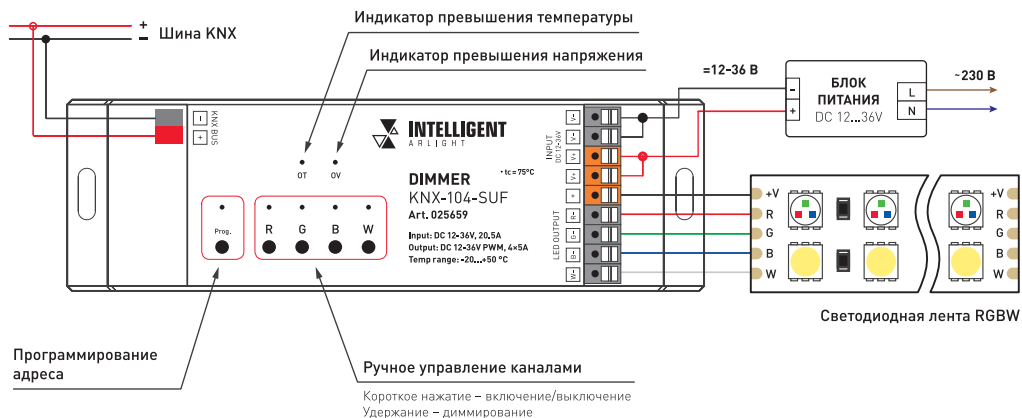 Индикатор превышения температуры
+
−
Шина KNX
Индикатор превышения напряжения
=12-36 В
БЛОК
ПИТАНИЯ
DC 12...36V
−
+
L
N
~230 В
KNX BUS
−
+
INTELLIGENT
ARLIGHT
OT
OV
• tc = 75°C
DIMMER
KNX-104-SUF
Art. 025659
Input: DC 12-36V, 20.5A
Output: DC 12-36V PWM, 4×5A
Temp range: -20...+50 °C
Prog.
R
G
B
W
INPUT
DC 12-36V
V-
V-
V+
V+
LED OUTPUT
+
R-
G-
B-
W-
+V
R
G
B
W
+V
R
G
B
W
Светодиодная лента RGBW
Программирование
адреса
Ручное управление каналами
Короткое нажатие – включение/выключение
Удержание – диммирование